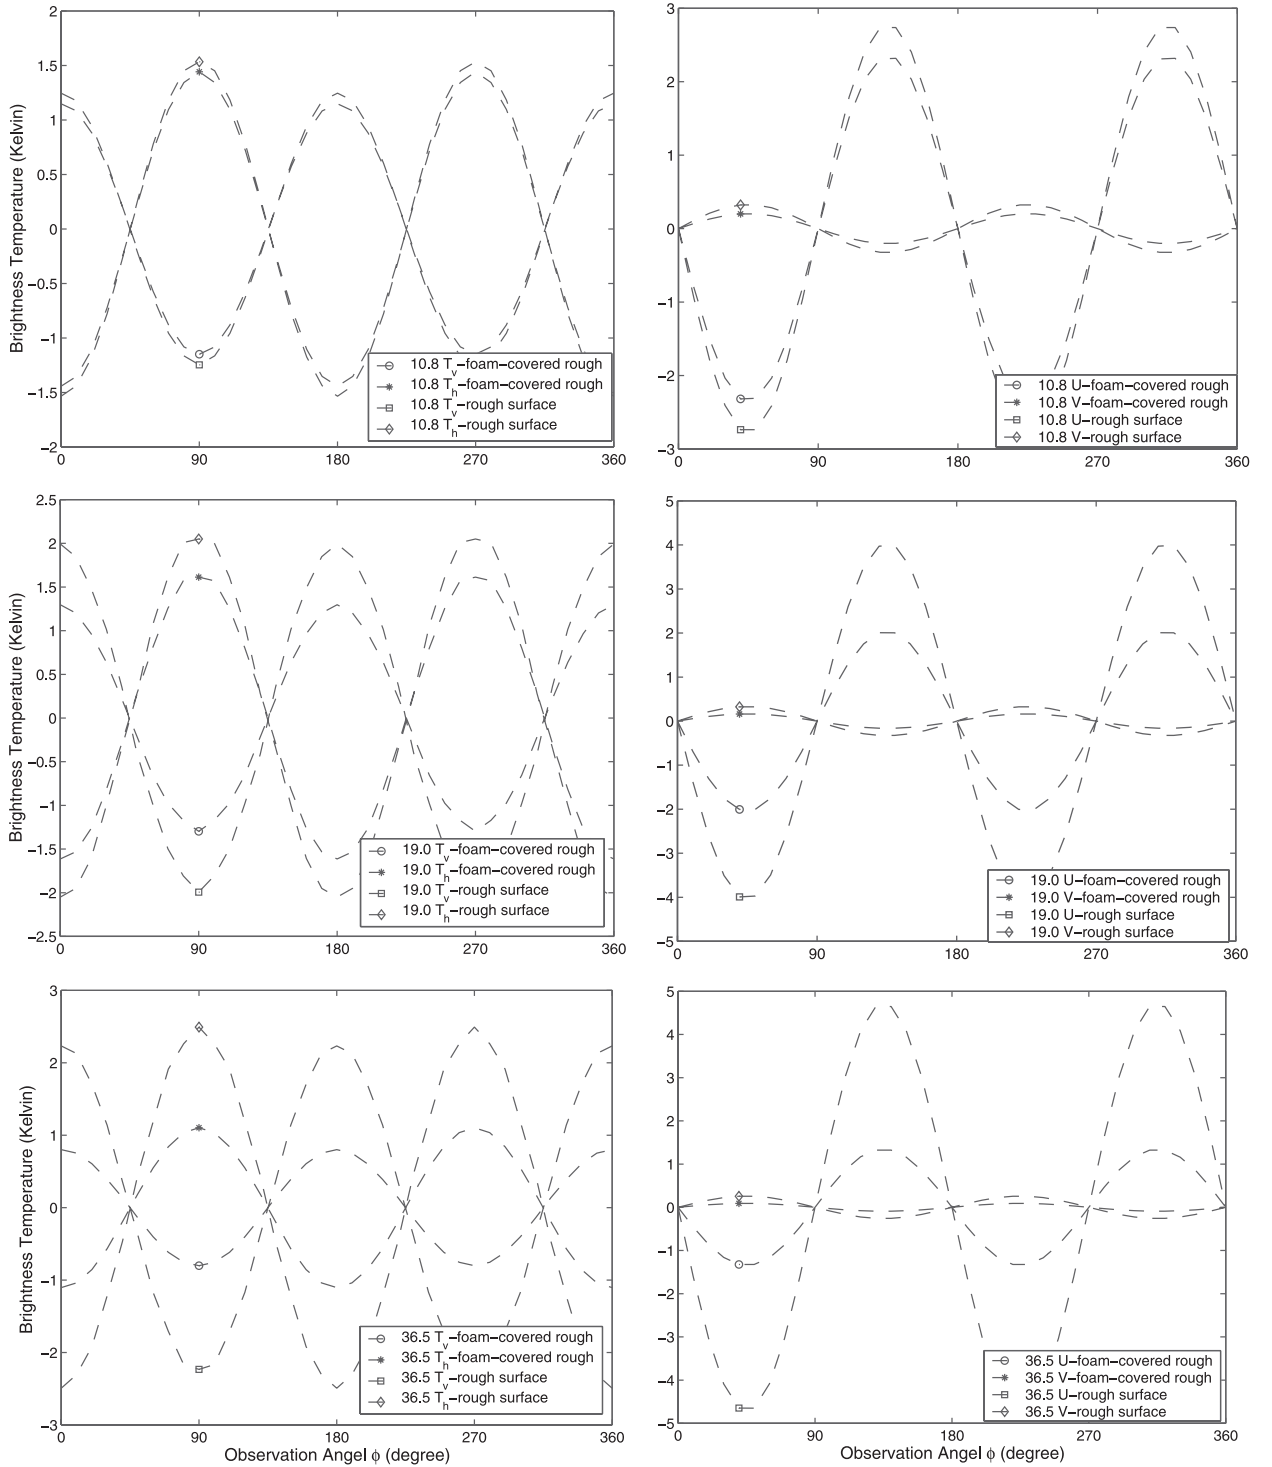 2
1.5
1
0.5
0
−0.5
−1
−1.5
−2
Brightness Temperature (Kelvin)
10.8 Tv−foam−covered rough
10.8 Th−foam−covered rough
10.8 Tv−rough surface
10.8 Th−rough surface
0 90 180 270 360
3
2
1
0
−1
−2
−3
10.8 U−foam−covered rough
10.8 V−foam−covered rough
10.8 U−rough surface
10.8 V−rough surface
0 90 180 270 360
2.5
2
1.5
1
0.5
0
−0.5
−1
−1.5
−2
−2.5
Brightness Temperature (Kelvin)
19.0 Tv−foam−covered rough
19.0 Th−foam−covered rough
19.0 Tv−rough surface
19.0 Th−rough surface
0 90 180 270 360
5
4
3
2
1
0
−1
−2
−3
−4
−5
19.0 U−foam−covered rough
19.0 V−foam−covered rough
19.0 U−rough surface
19.0 V−rough surface
0 90 180 270 360
3
2
1
0
−1
−2
−3
Brightness Temperature (Kelvin)
36.5 Tv−foam−covered rough
36.5 Th−foam−covered rough
36.5 Tv−rough surface
36.5 Th−rough surface
0 90 180 270 360
Observation Angel ϕ (degree)
5
4
3
2
1
0
−1
−2
−3
−4
−5
36.5 U−foam−covered rough
36.5 V−foam−covered rough
36.5 U−rough surface
36.5 V−rough surface
0 90 180 270 360
Observation Angel ϕ (degree)